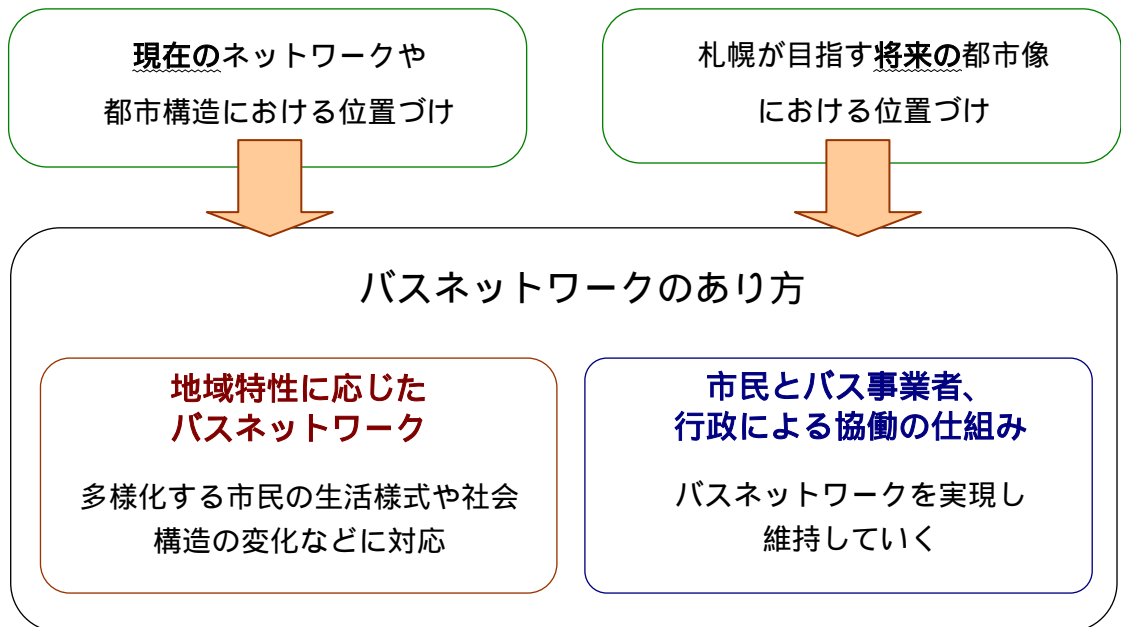 現在のネットワークや
都市構造における位置づけ
札幌が目指す将来の都市像
における位置づけ
バスネットワークのあり方
地域特性に応じた
バスネットワーク
多様化する市民の生活様式や社会
構造の変化などに対応
市民とバス事業者、
行政による協働の仕組み
バスネットワークを実現し
維持していく